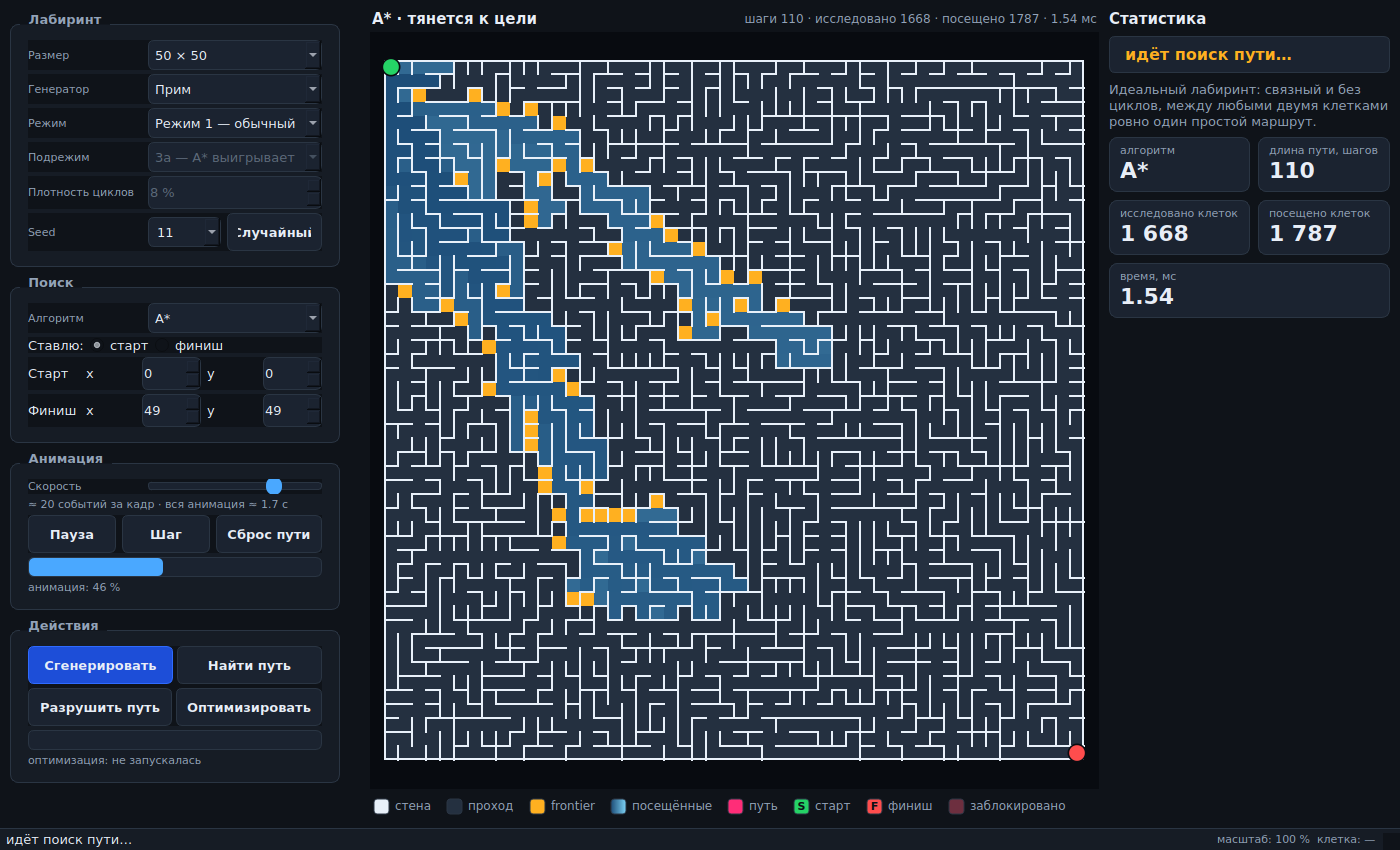 Лабиринт
Размер 50 × 50
Генератор Прим
Режим Режим 1 — обычный
Подрежим 3а — A* выигрывает
Плотность циклов 8 %
Seed 11 Случайный
Поиск
Алгоритм A*
Ставлю: старт финиш
Старт x 0 y 0
Финиш x 49 y 49
Анимация
Скорость
≈ 20 событий за кадр · вся анимация ≈ 1.7 с
Пауза Шаг Сброс пути
анимация: 46 %
Действия
Сгенерировать Найти путь
Разрушить путь Оптимизировать
оптимизация: не запускалась
A* · тянется к цели шаги 110 · исследовано 1668 · посещено 1787 · 1.54 мс
стена проход frontier посещённые путь S старт F финиш заблокировано
Статистика
идёт поиск пути…
Идеальный лабиринт: связный и без
циклов, между любыми двумя клетками
ровно один простой маршрут.
алгоритм
A*
длина пути, шагов
110
исследовано клеток
1 668
посещено клеток
1 787
время, мс
1.54
идёт поиск пути… масштаб: 100 % клетка: —